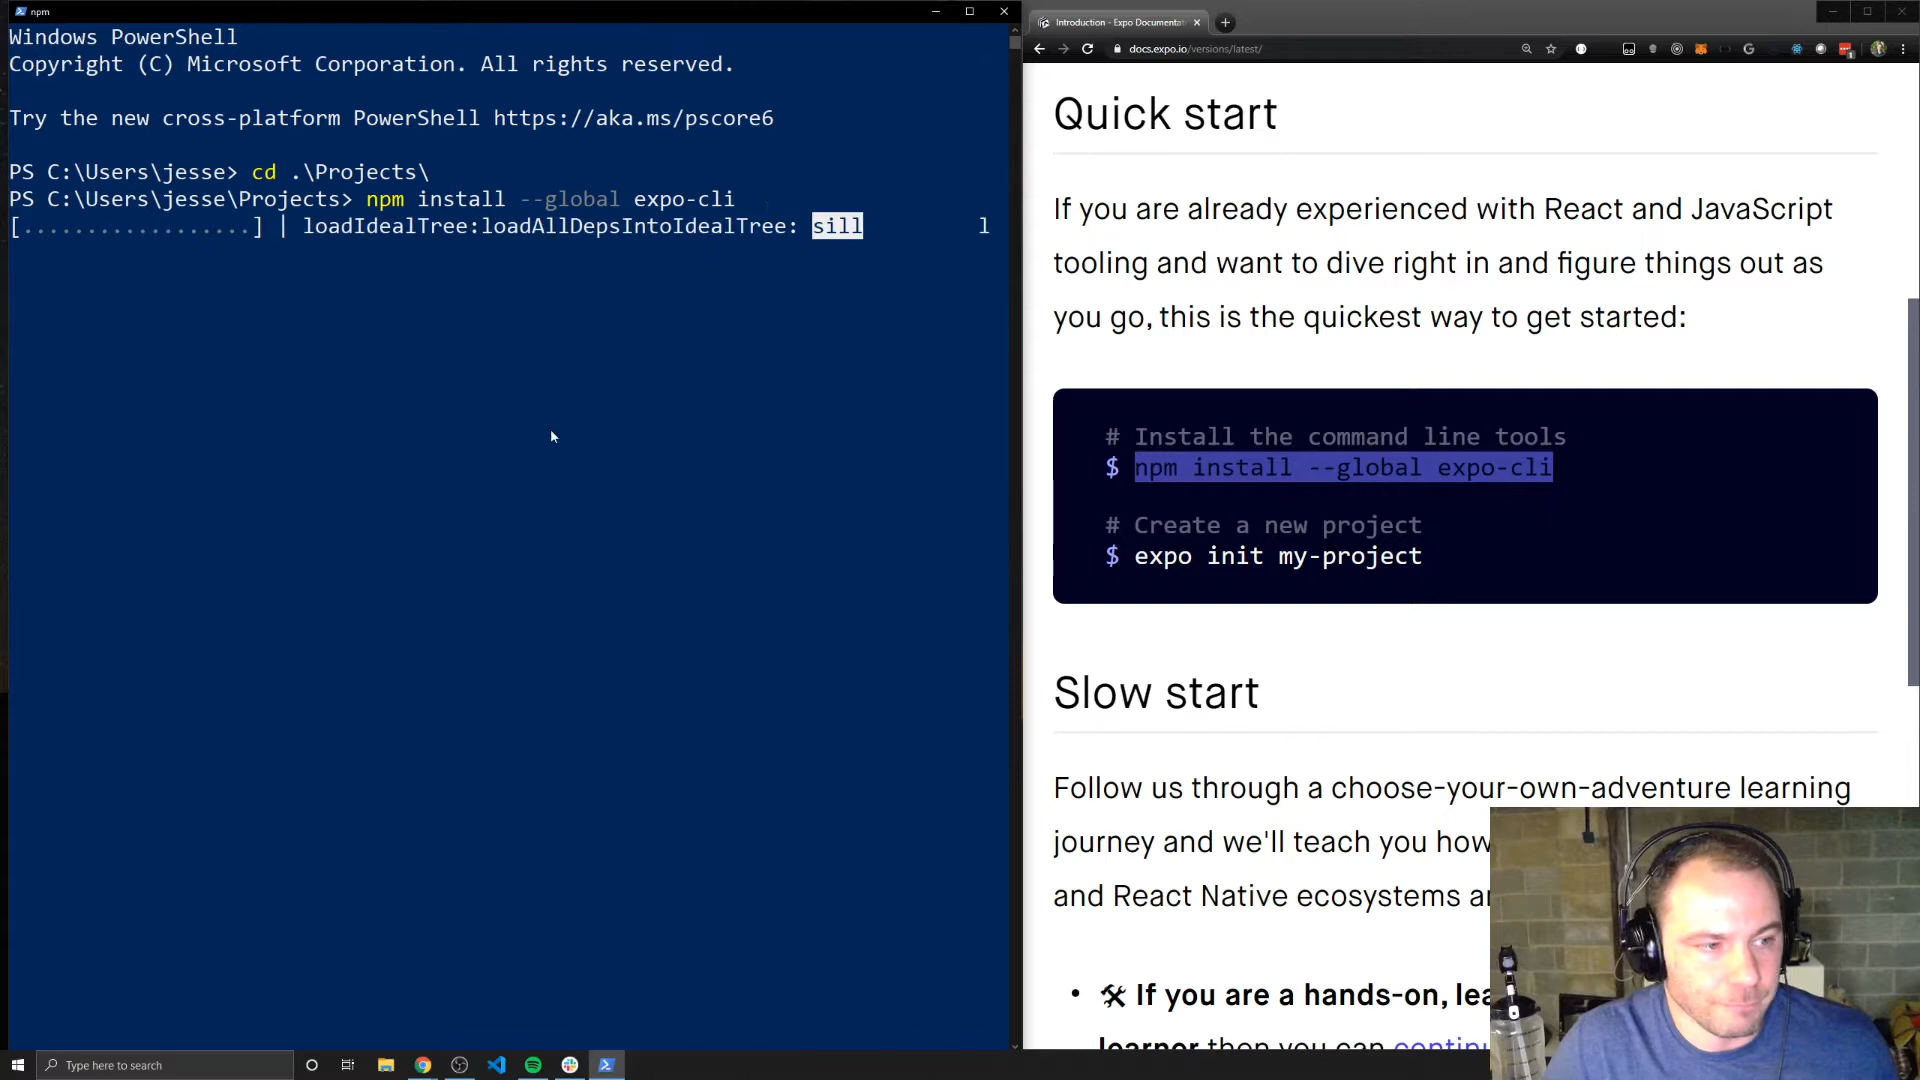 npm
Windows PowerShell
Copyright (C) Microsoft Corporation. All rights reserved.
Try the new cross-platform PowerShell https://aka.ms/pscore6
PS C:\Users\jesse> cd .\Projects\
PS C:\Users\jesse\Projects> npm install --global expo-cli
[..................] | loadIdealTree:loadAllDepsIntoIdealTree: sill l
Type here to search
Introduction - Expo Documentat
docs.expo.io/versions/latest/
Quick start
If you are already experienced with React and JavaScript
tooling and want to dive right in and figure things out as
you go, this is the quickest way to get started:
# Install the command line tools
$ npm install --global expo-cli
# Create a new project
$ expo init my-project
Slow start
Follow us through a choose-your-own-adventure learning
journey and we'll teach you how
and React Native ecosystems a
• 🛠 If you are a hands-on, lea
learner then you can continu